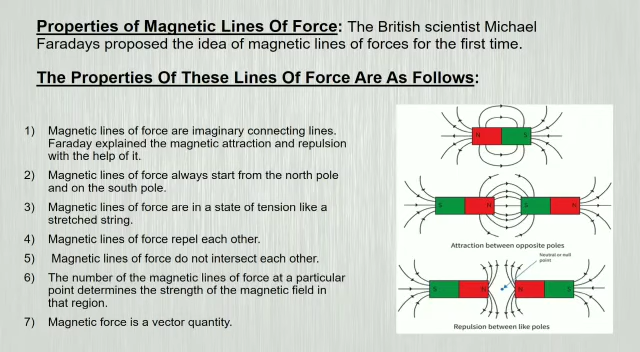 Properties of Magnetic Lines Of Force: The British scientist Michael
Faradays proposed the idea of magnetic lines of forces for the first time.
The Properties Of These Lines Of Force Are As Follows:
1) Magnetic lines of force are imaginary connecting lines.
Faraday explained the magnetic attraction and repulsion
with the help of it.
2) Magnetic lines of force always start from the north pole
and on the south pole.
3) Magnetic lines of force are in a state of tension like a
stretched string.
4) Magnetic lines of force repel each other.
5) Magnetic lines of force do not intersect each other.
6) The number of the magnetic lines of force at a particular
point determines the strength of the magnetic field in
that region.
7) Magnetic force is a vector quantity.
N S
S N S N
Attraction between opposite poles
Neutral or null
point
S N N S
Repulsion between like poles